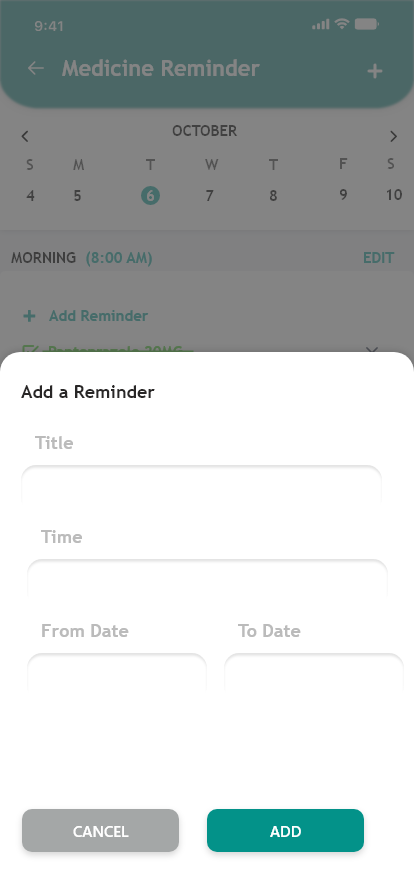 9:41
Medicine Reminder
OCTOBER
S M T W T F S
4 5 6 7 8 9 10
MORNING (8:00 AM) EDIT
Add Reminder
Add a Reminder
Title
Time
From Date To Date
CANCEL ADD